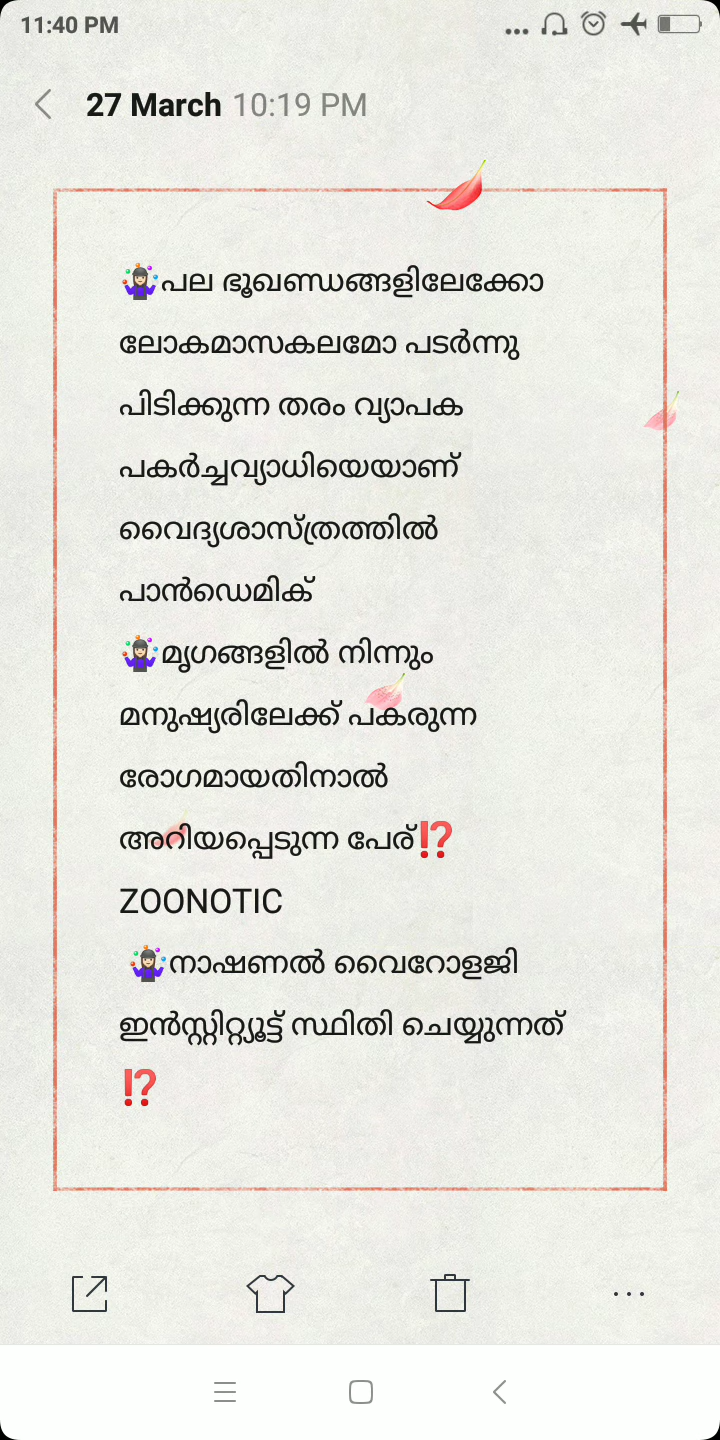 11:40 PM
27 March 10:19 PM
🤹🏻‍♀️പല ഭൂഖണ്ഡങ്ങളിലേക്കോ
ലോകമാസകലമോ പടർന്നു
പിടിക്കുന്ന തരം വ്യാപക
പകർച്ചവ്യാധിയെയാണ്
വൈദ്യശാസ്ത്രത്തിൽ
പാൻഡെമിക്
🤹🏻‍♀️മൃഗങ്ങളിൽ നിന്നും
മനുഷ്യരിലേക്ക് പകരുന്ന
രോഗമായതിനാൽ
അറിയപ്പെടുന്ന പേര്⁉️
ZOONOTIC
🤹🏻‍♀️നാഷണൽ വൈറോളജി
ഇൻസ്റ്റിറ്റ്യൂട്ട് സ്ഥിതി ചെയ്യുന്നത്
⁉️